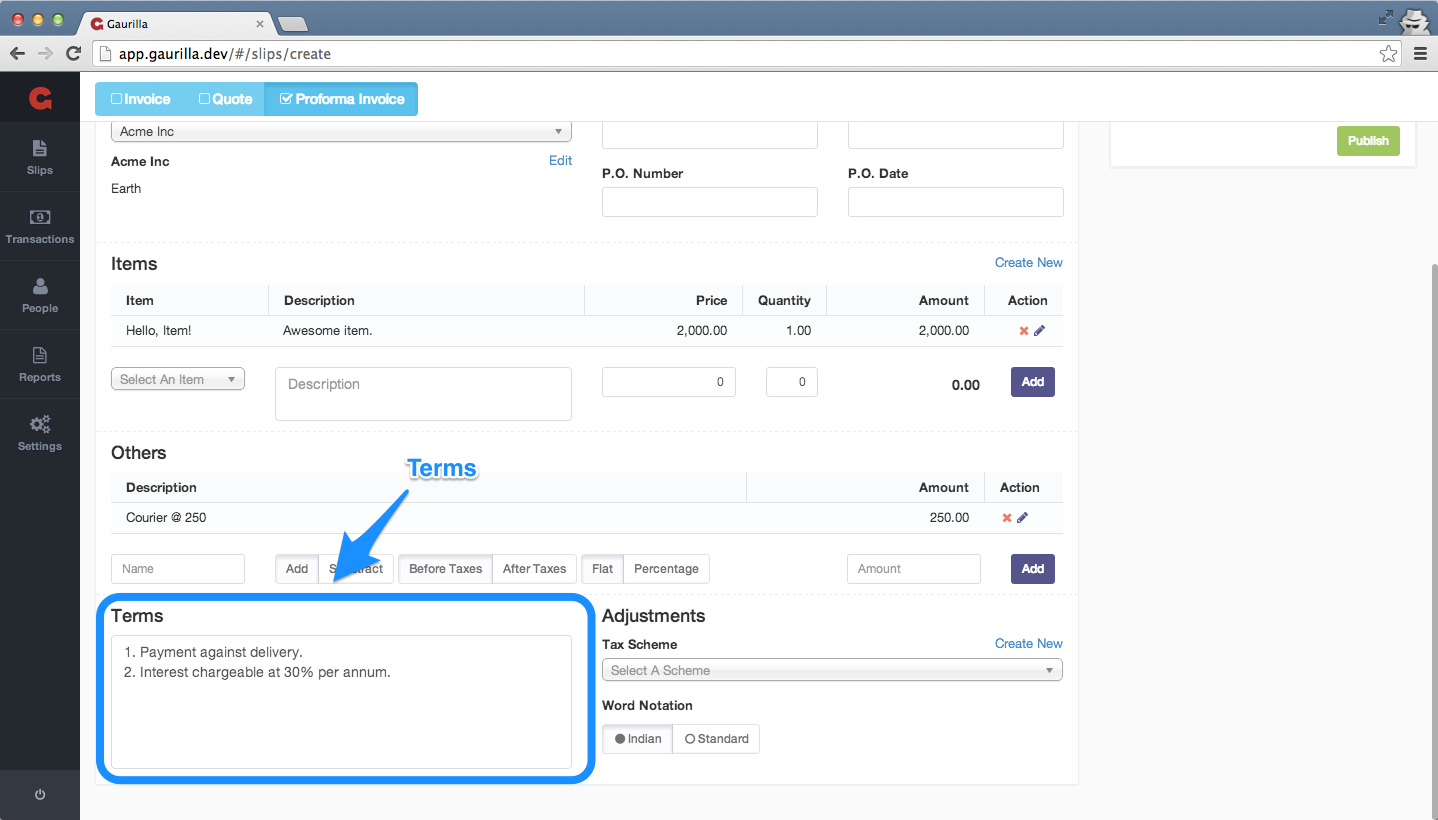 Gaurilla
app.gaurilla.dev/#/slips/create
Invoice Quote Proforma Invoice
Slips
Transactions
People
Reports
Settings
Acme Inc
Acme Inc Edit
Earth
P.O. Number P.O. Date
Publish
Items Create New
Item Description Price Quantity Amount Action
Hello, Item! Awesome item. 2,000.00 1.00 2,000.00
Select An Item Description 0 0 0.00 Add
Others
Terms
Description Amount Action
Courier @ 250 250.00
Name Add Subtract Before Taxes After Taxes Flat Percentage Amount Add
Terms Adjustments
1. Payment against delivery.
2. Interest chargeable at 30% per annum.
Tax Scheme Create New
Select A Scheme
Word Notation
Indian Standard